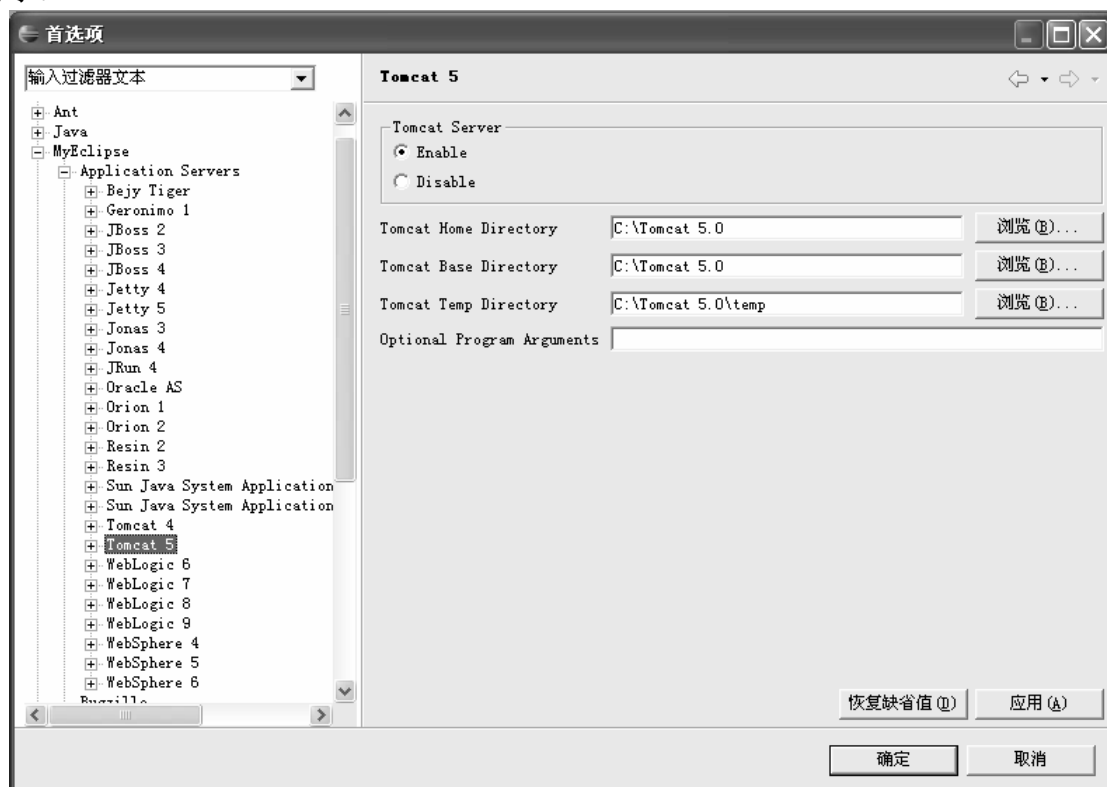 首选项
输入过滤器文本
Ant
Java
MyEclipse
Application Servers
Bejy Tiger
Geronimo 1
JBoss 2
JBoss 3
JBoss 4
Jetty 4
Jetty 5
Jonas 3
Jonas 4
JRun 4
Oracle AS
Orion 1
Orion 2
Resin 2
Resin 3
Sun Java System Application
Sun Java System Application
Tomcat 4
Tomcat 5
WebLogic 6
WebLogic 7
WebLogic 8
WebLogic 9
WebSphere 4
WebSphere 5
WebSphere 6
Tomcat 5
Tomcat Server
Enable
Disable
Tomcat Home Directory C:\Tomcat 5.0 浏览(B)...
Tomcat Base Directory C:\Tomcat 5.0 浏览(B)...
Tomcat Temp Directory C:\Tomcat 5.0\temp 浏览(B)...
Optional Program Arguments
恢复缺省值(D) 应用(A)
确定 取消